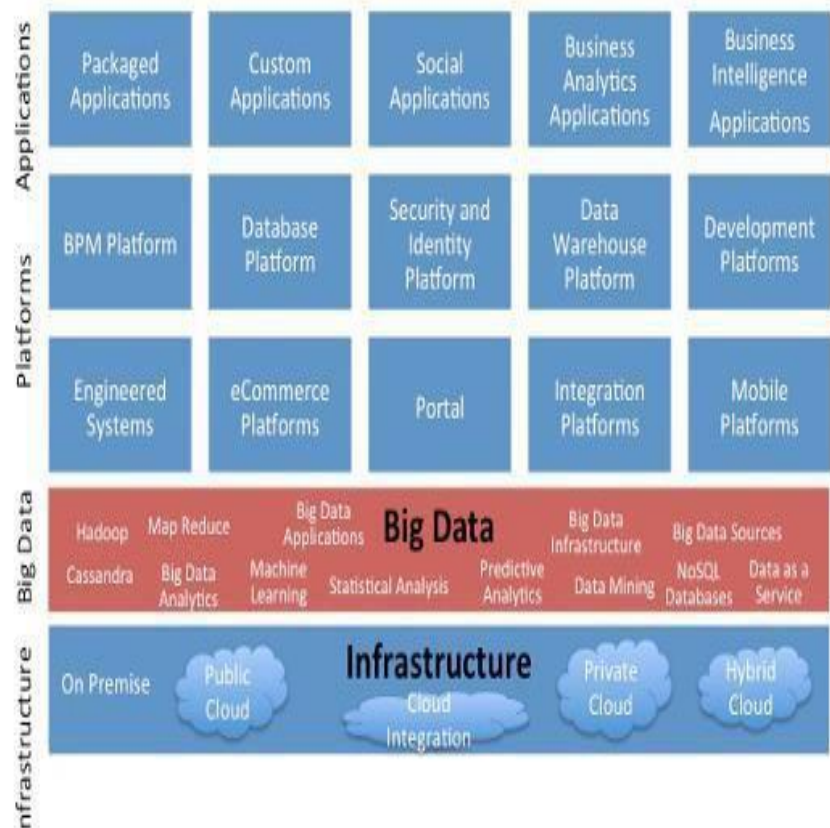 Applications
Packaged
Applications
Custom
Applications
Social
Applications
Business
Analytics
Applications
Business
Intelligence
Applications
Platforms
BPM Platform
Database
Platform
Security and
Identity
Platform
Data
Warehouse
Platform
Development
Platforms
Engineered
Systems
eCommerce
Platforms
Portal
Integration
Platforms
Mobile
Platforms
Big Data
Big Data
Hadoop
Map Reduce
Big Data
Applications
Big Data
Infrastructure
Big Data Sources
Cassandra
Big Data
Analytics
Machine
Learning
Statistical Analysis
Predictive
Analytics
Data Mining
NoSQL
Databases
Data as a
Service
Infrastructure
Infrastructure
On Premise
Public
Cloud
Cloud
Integration
Private
Cloud
Hybrid
Cloud